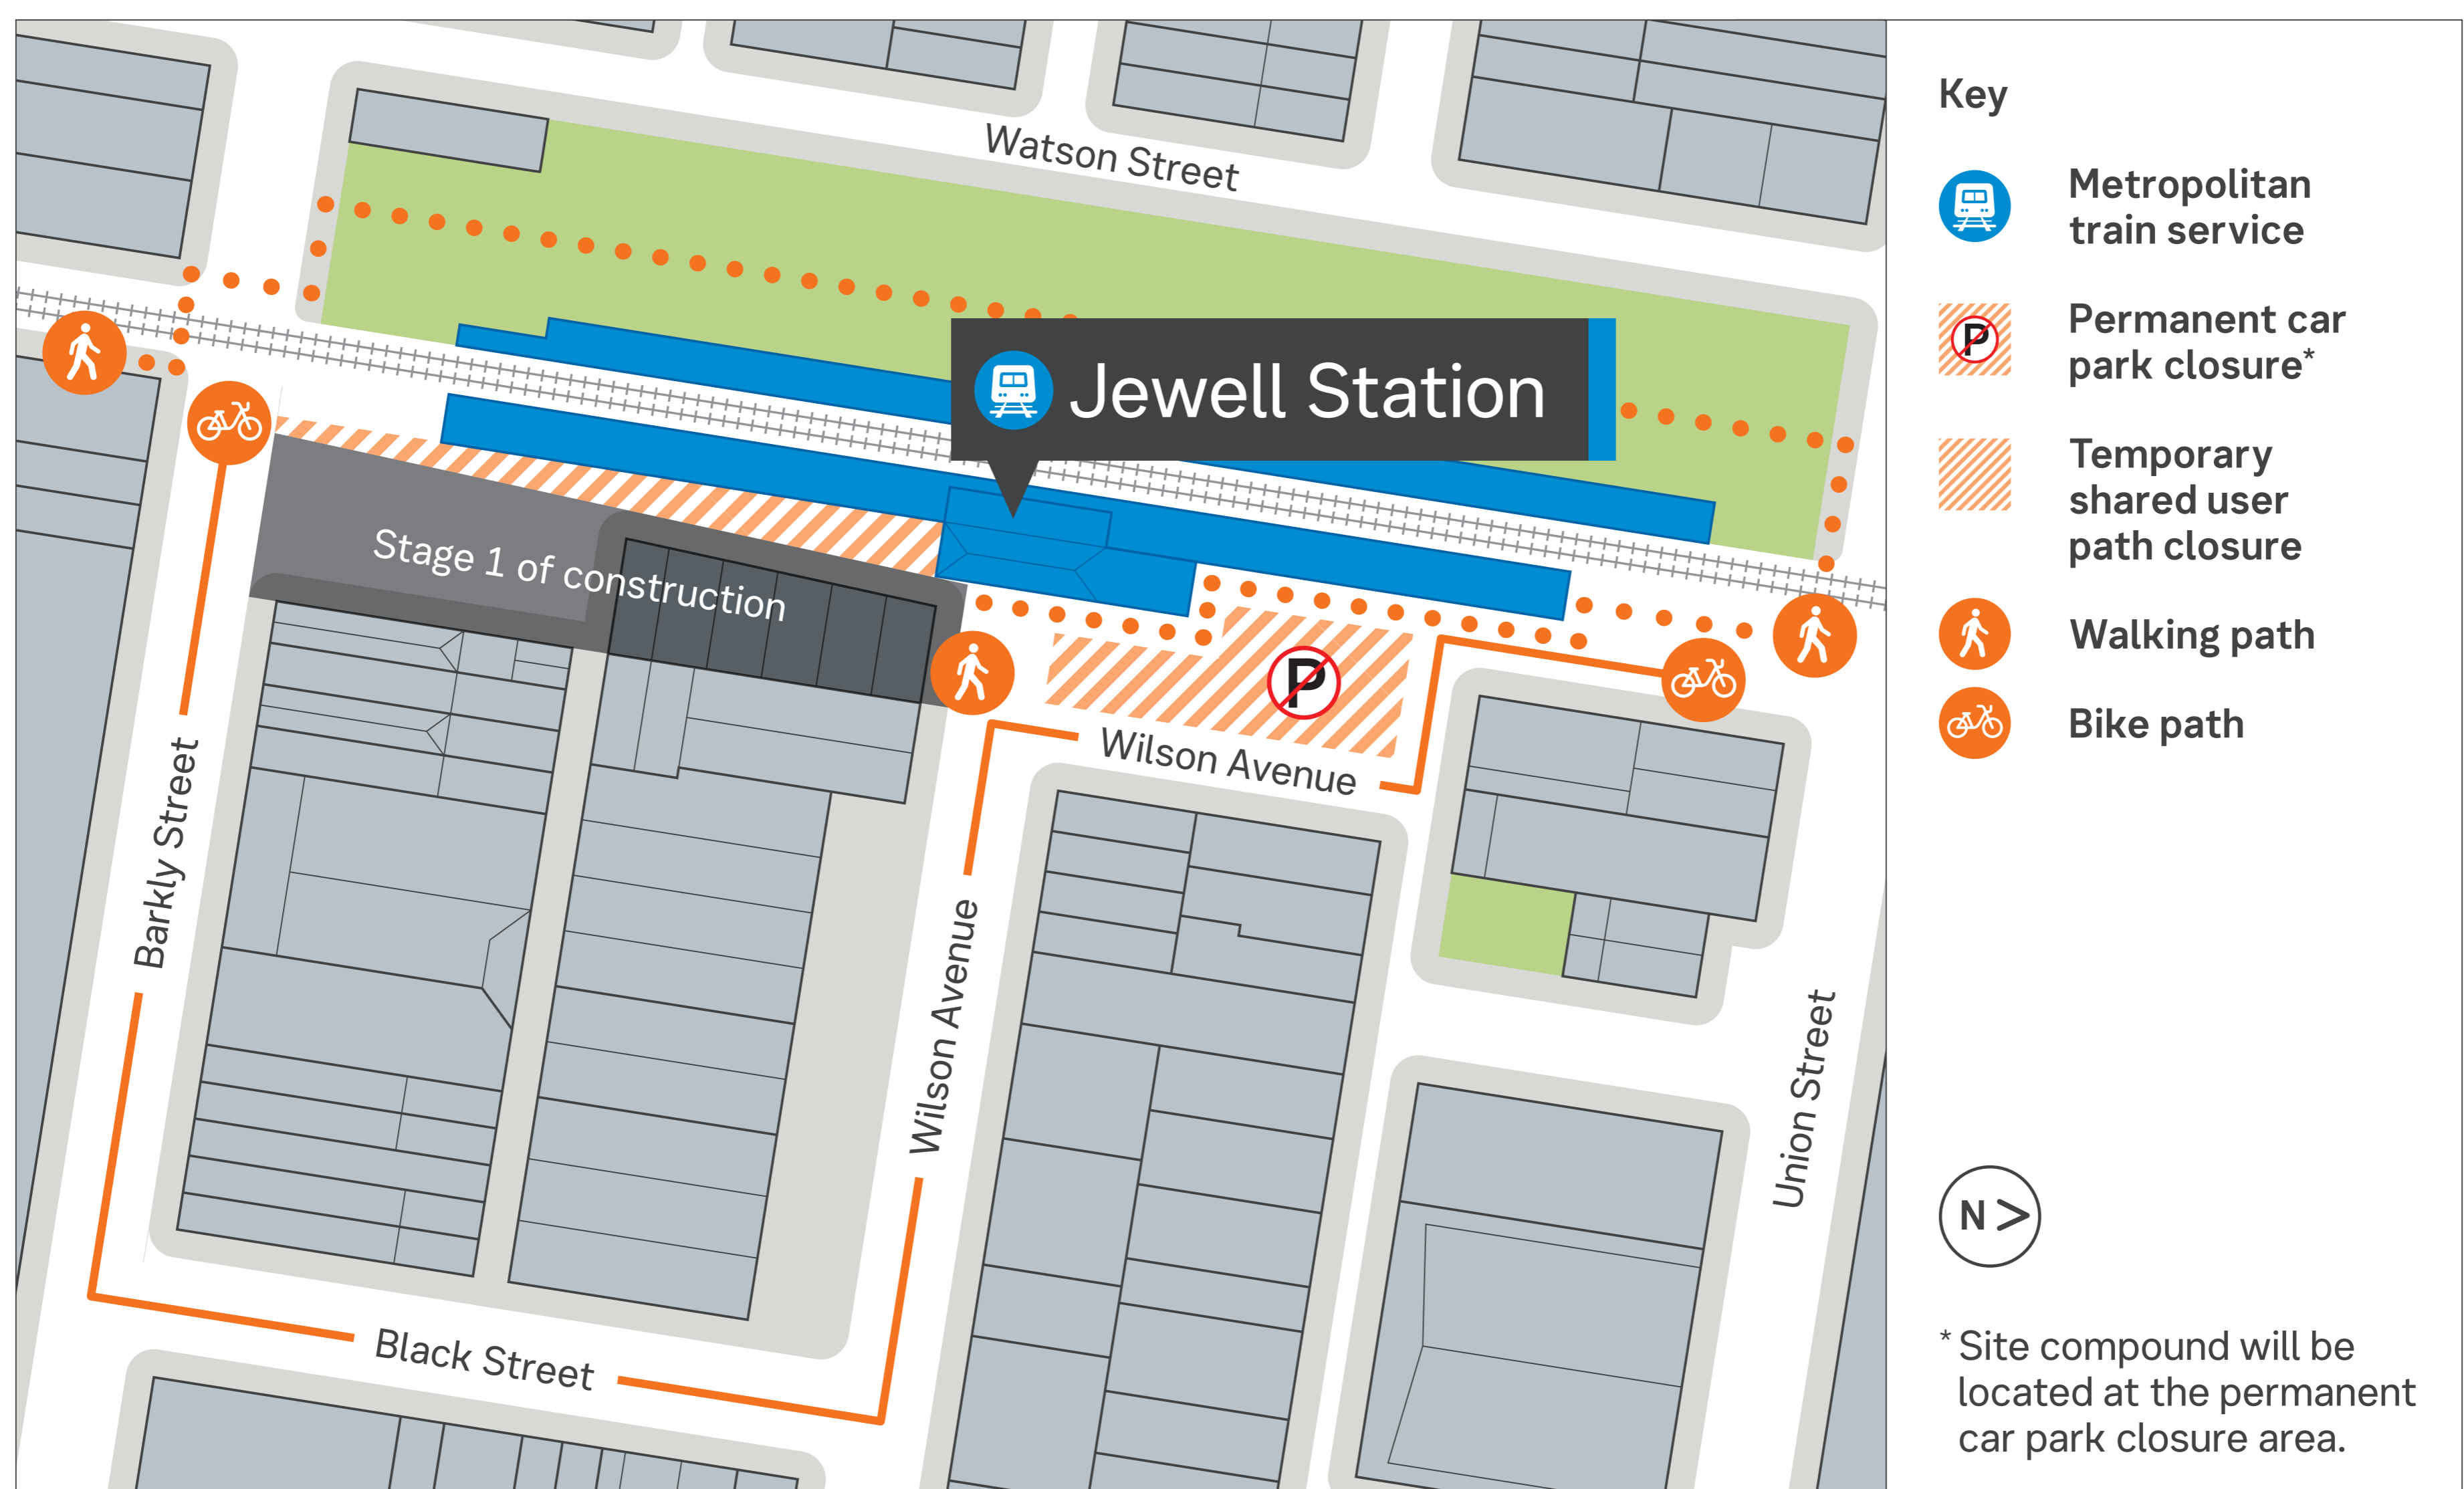 Watson Street
Jewell Station
Stage 1 of construction
P
Wilson Avenue
Barkly Street
Wilson Avenue
Union Street
Black Street
Key
Metropolitan
train service
P
Permanent car
park closure*
Temporary
shared user
path closure
Walking path
Bike path
N >
* Site compound will be
located at the permanent
car park closure area.